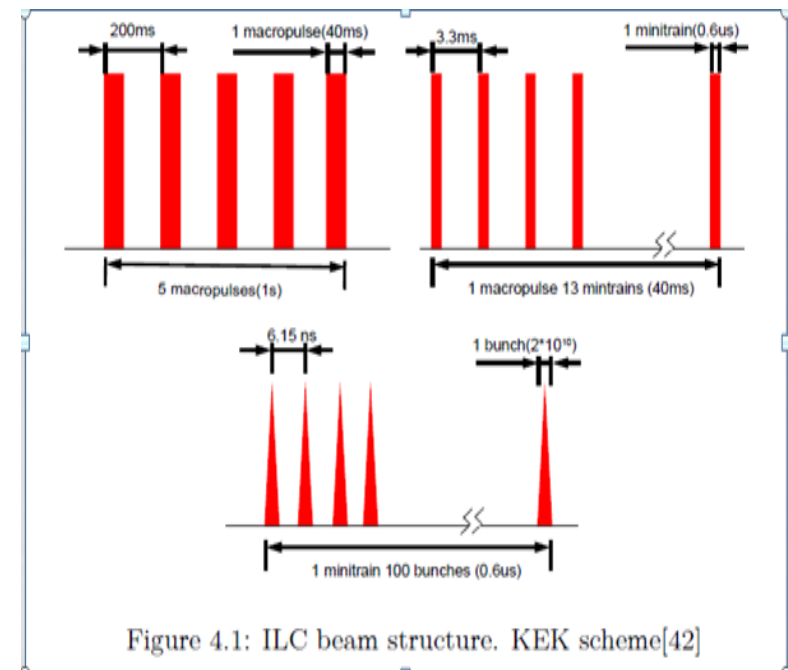 200ms
1 macropulse(40ms)
5 macropulses(1s)
3.3ms
1 minitrain(0.6us)
1 macropulse 13 mintrains (40ms)
6.15 ns
1 bunch(2*10¹⁰)
1 minitrain 100 bunches (0.6us)
Figure 4.1: ILC beam structure. KEK scheme[42]